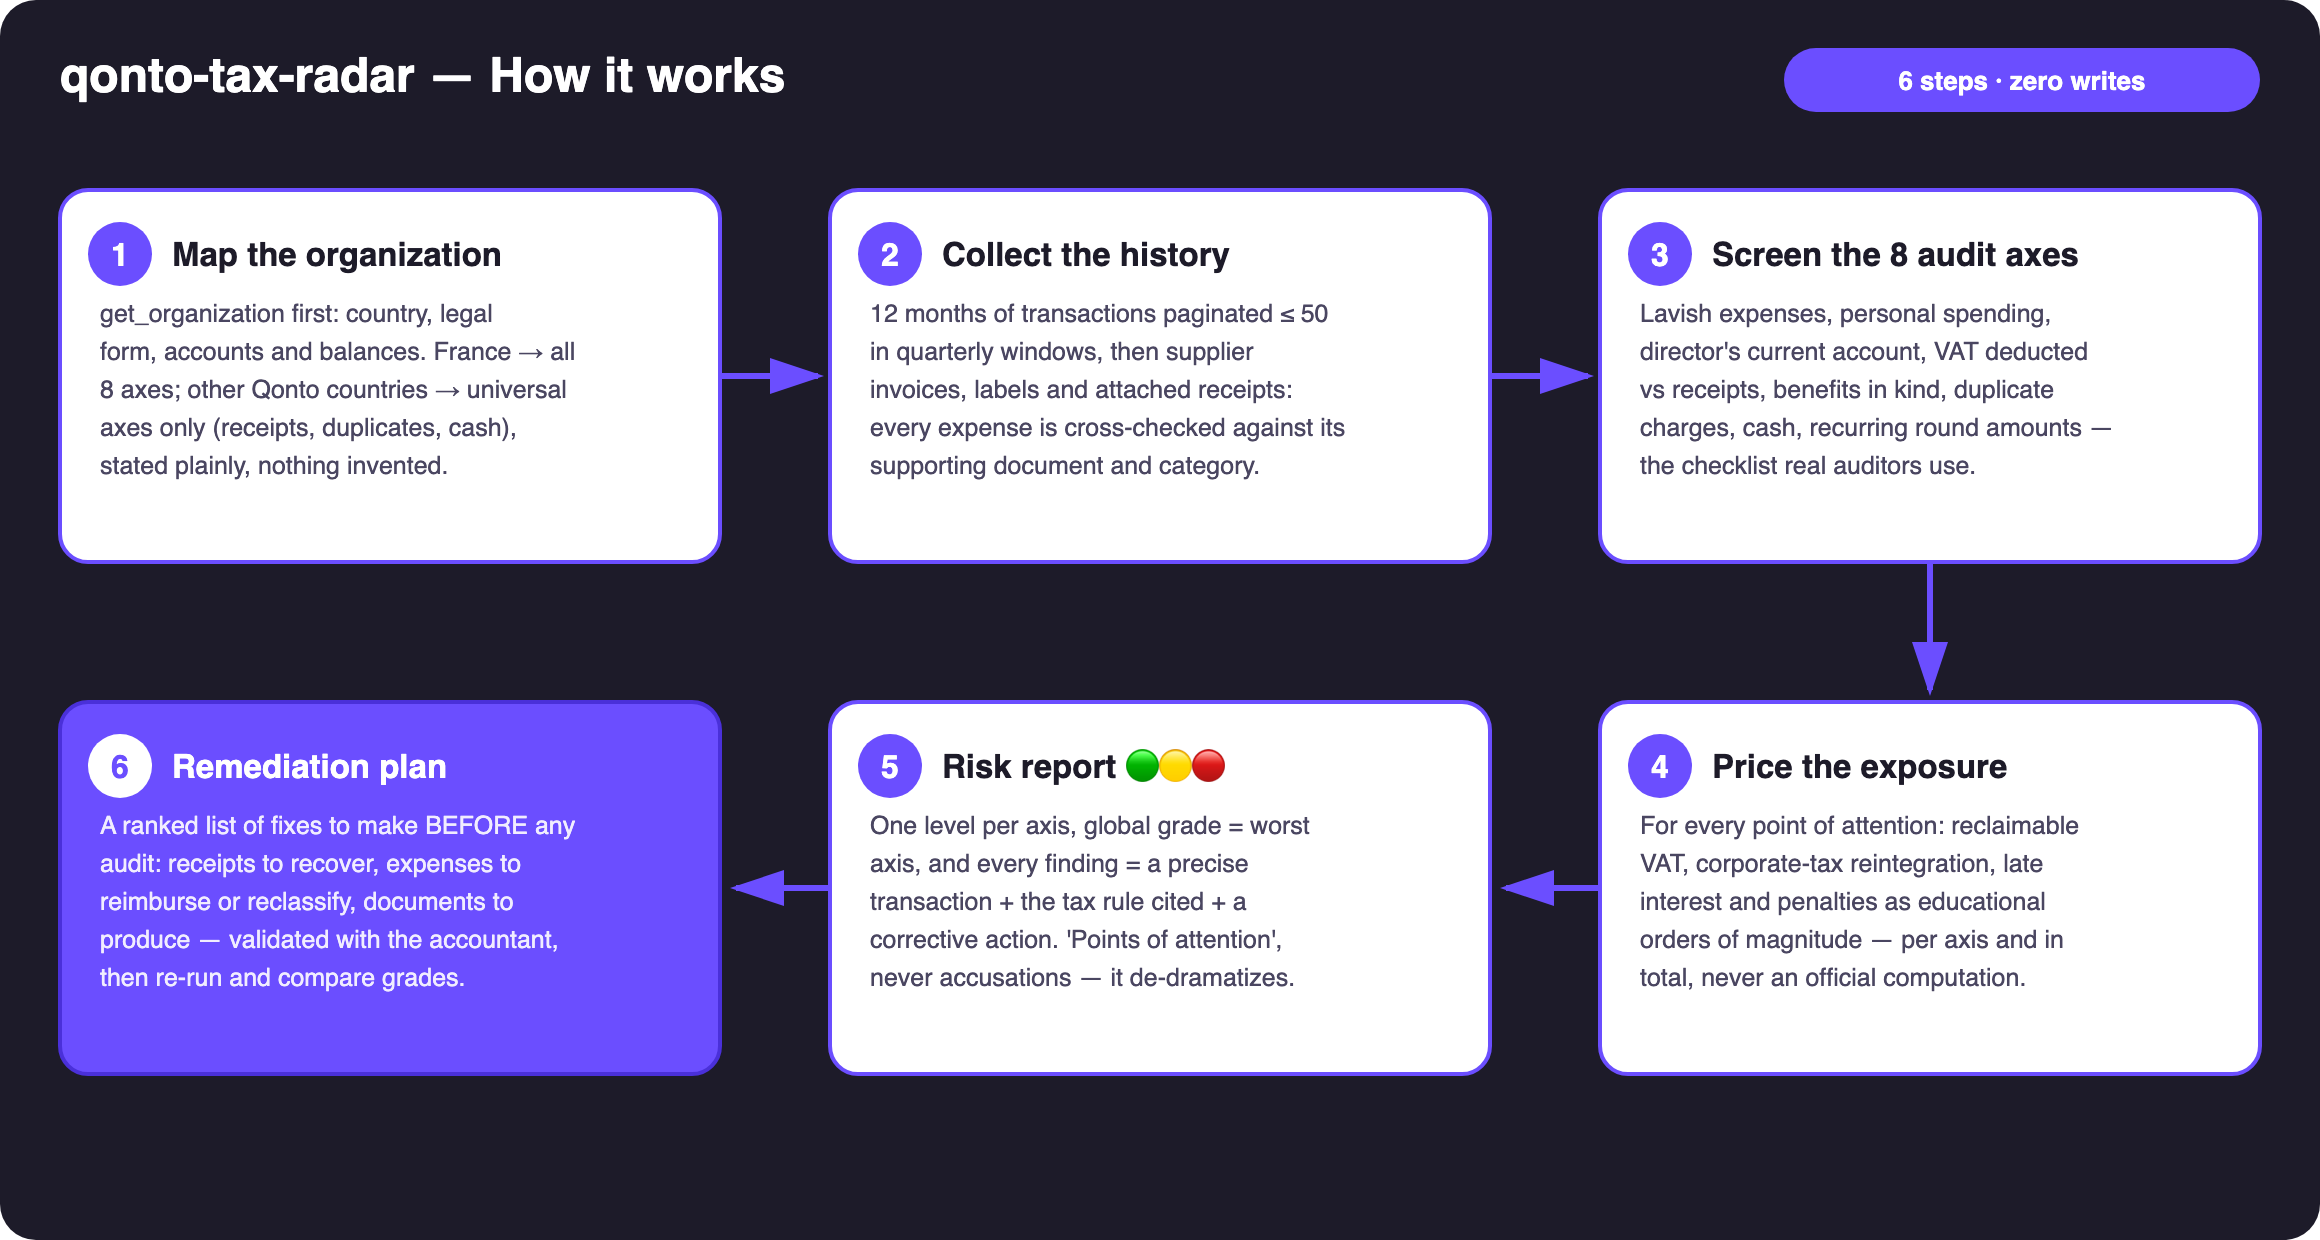 qonto-tax-radar — How it works
6 steps · zero writes
1
Map the organization
get_organization first: country, legal
form, accounts and balances. France → all
8 axes; other Qonto countries → universal
axes only (receipts, duplicates, cash),
stated plainly, nothing invented.
2
Collect the history
12 months of transactions paginated ≤ 50
in quarterly windows, then supplier
invoices, labels and attached receipts:
every expense is cross-checked against its
supporting document and category.
3
Screen the 8 audit axes
Lavish expenses, personal spending,
director's current account, VAT deducted
vs receipts, benefits in kind, duplicate
charges, cash, recurring round amounts —
the checklist real auditors use.
4
Price the exposure
For every point of attention: reclaimable
VAT, corporate-tax reintegration, late
interest and penalties as educational
orders of magnitude — per axis and in
total, never an official computation.
5
Risk report 🟢🟡🔴
One level per axis, global grade = worst
axis, and every finding = a precise
transaction + the tax rule cited + a
corrective action. 'Points of attention',
never accusations — it de-dramatizes.
6
Remediation plan
A ranked list of fixes to make BEFORE any
audit: receipts to recover, expenses to
reimburse or reclassify, documents to
produce — validated with the accountant,
then re-run and compare grades.